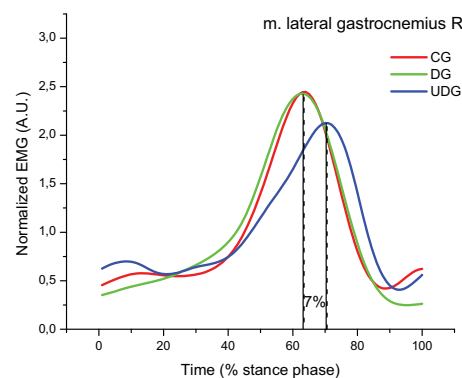 m. lateral gastrocnemius R
CG
DG
UDG
Normalized EMG (A.U.)
3,0
2,5
2,0
1,5
1,0
0,5
0,0
7%
0 20 40 60 80 100
Time (% stance phase)